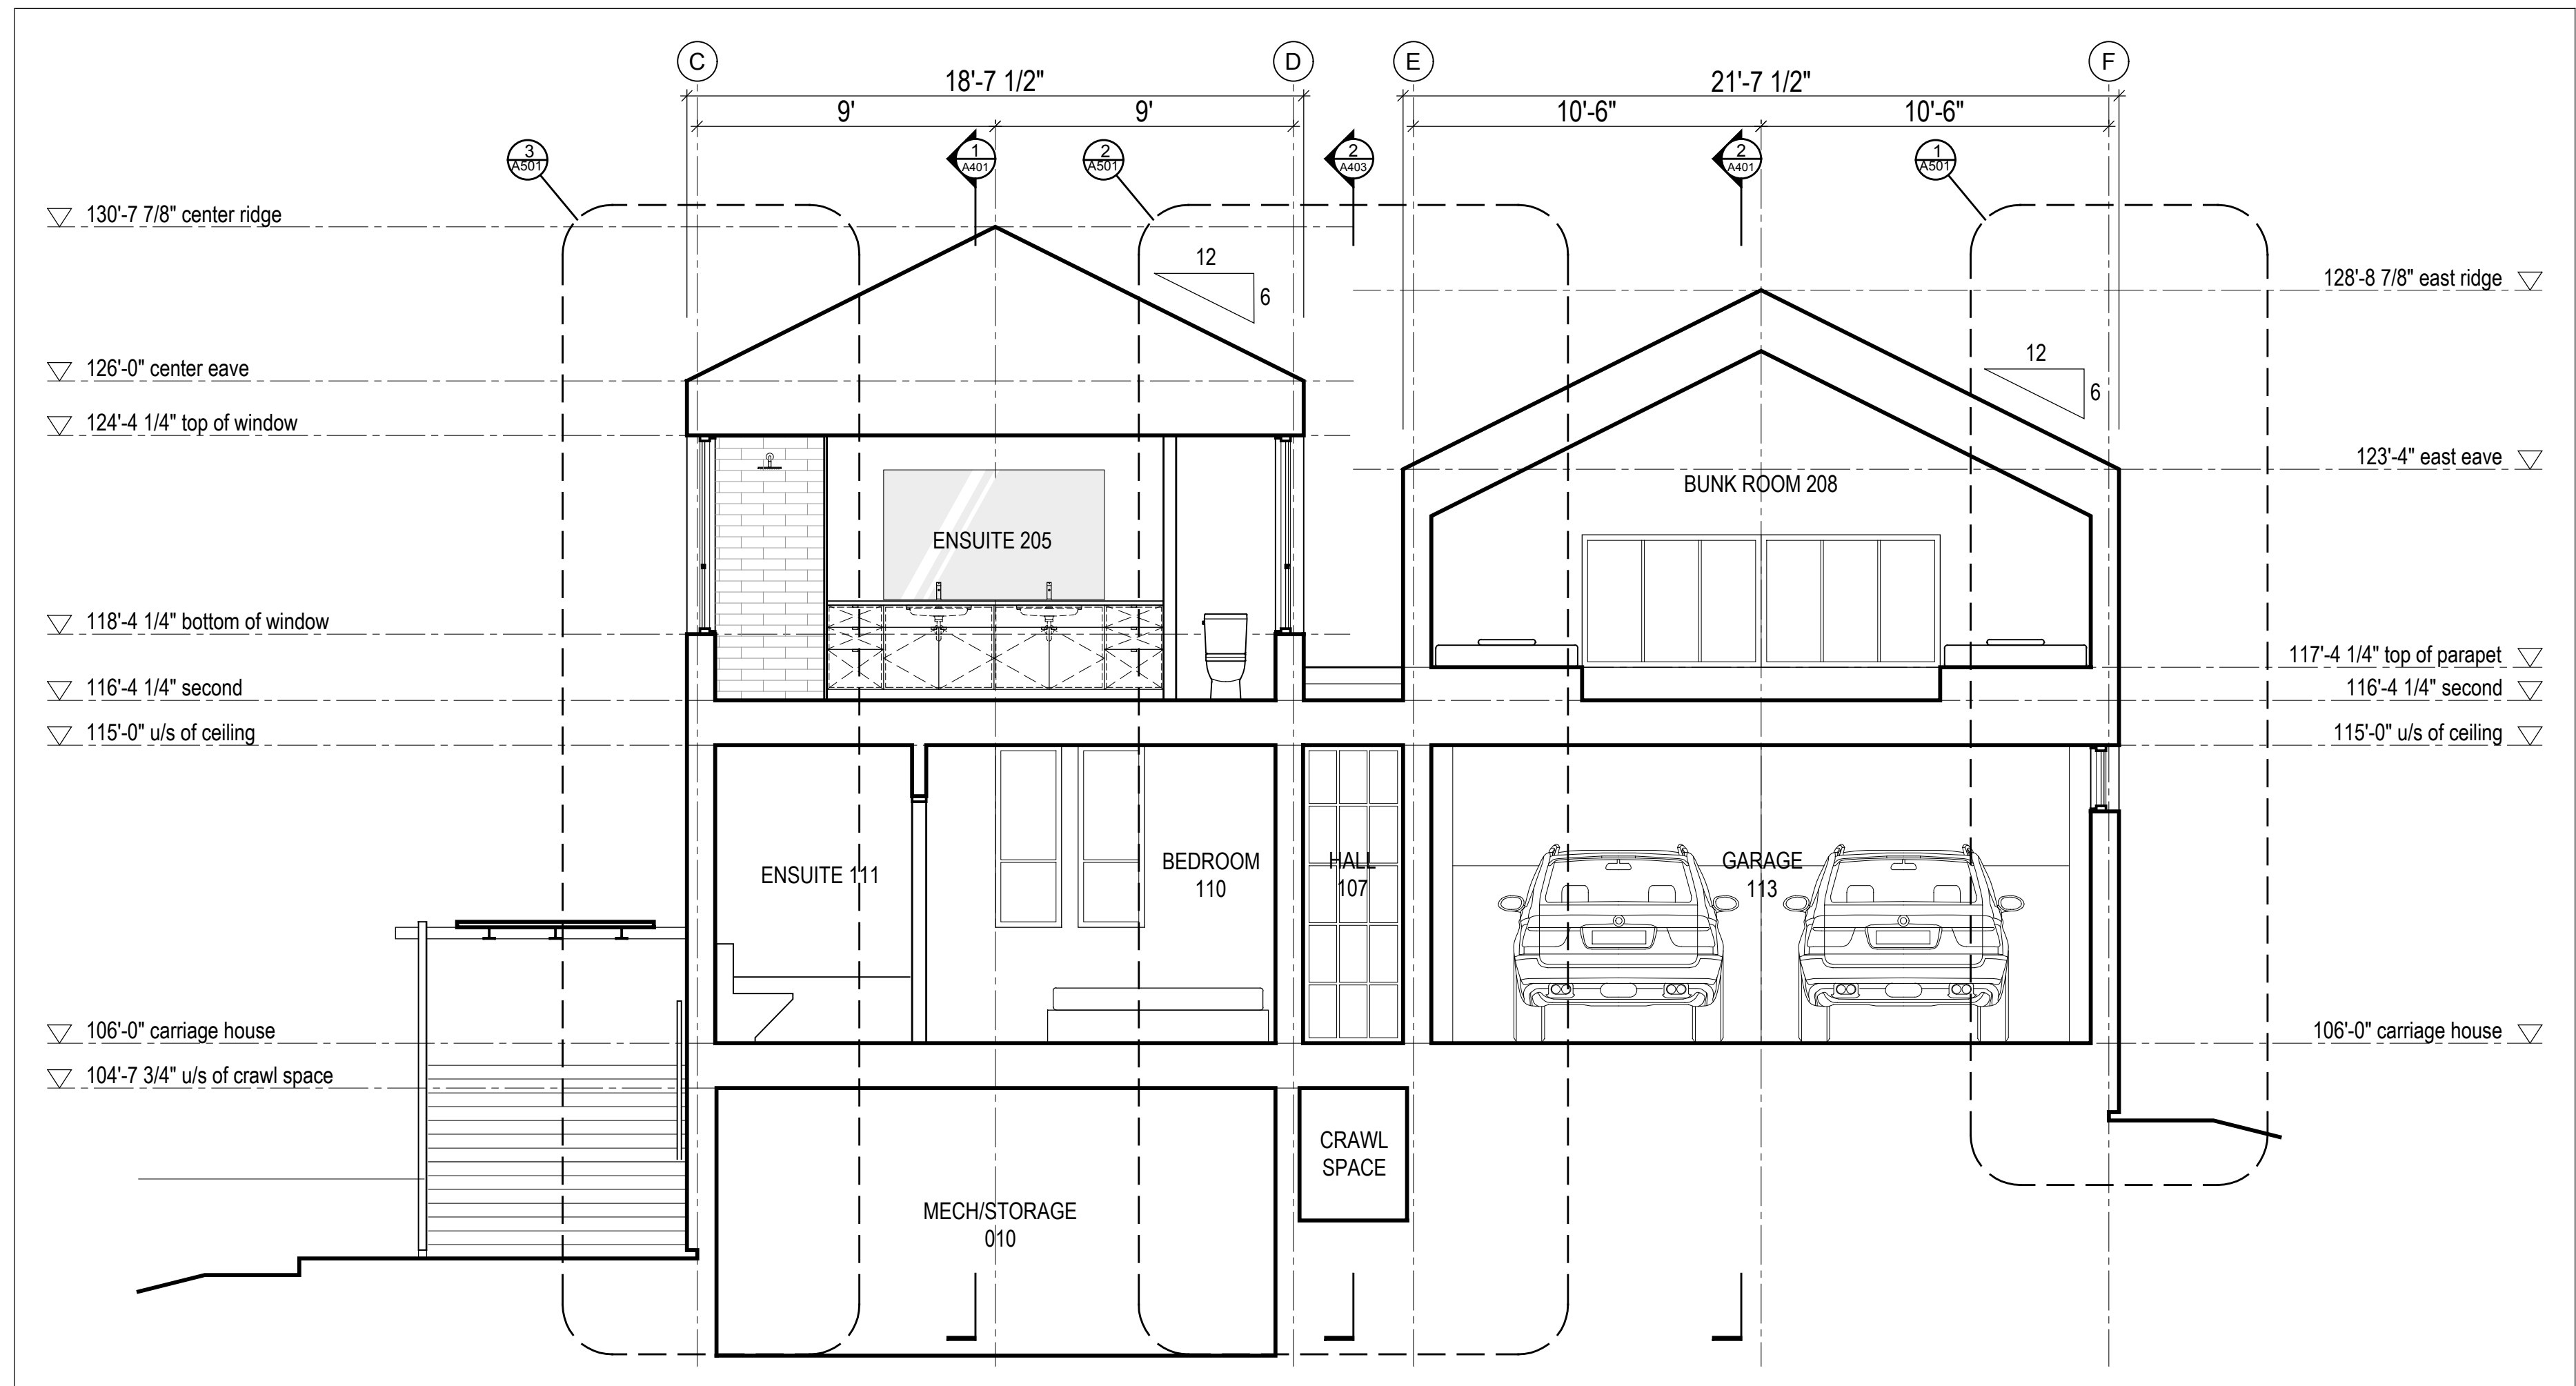 C
D
E
F
18'-7 1/2"
21'-7 1/2"
9'
9'
10'-6"
10'-6"
3
A501
1
A401
2
A501
2
A403
2
A401
1
A501
130'-7 7/8" center ridge
12
6
128'-8 7/8" east ridge
126'-0" center eave
12
6
124'-4 1/4" top of window
123'-4" east eave
BUNK ROOM 208
ENSUITE 205
118'-4 1/4" bottom of window
117'-4 1/4" top of parapet
116'-4 1/4" second
116'-4 1/4" second
115'-0" u/s of ceiling
115'-0" u/s of ceiling
ENSUITE 111
BEDROOM
110
HALL
107
GARAGE
113
106'-0" carriage house
106'-0" carriage house
104'-7 3/4" u/s of crawl space
CRAWL
SPACE
MECH/STORAGE
010